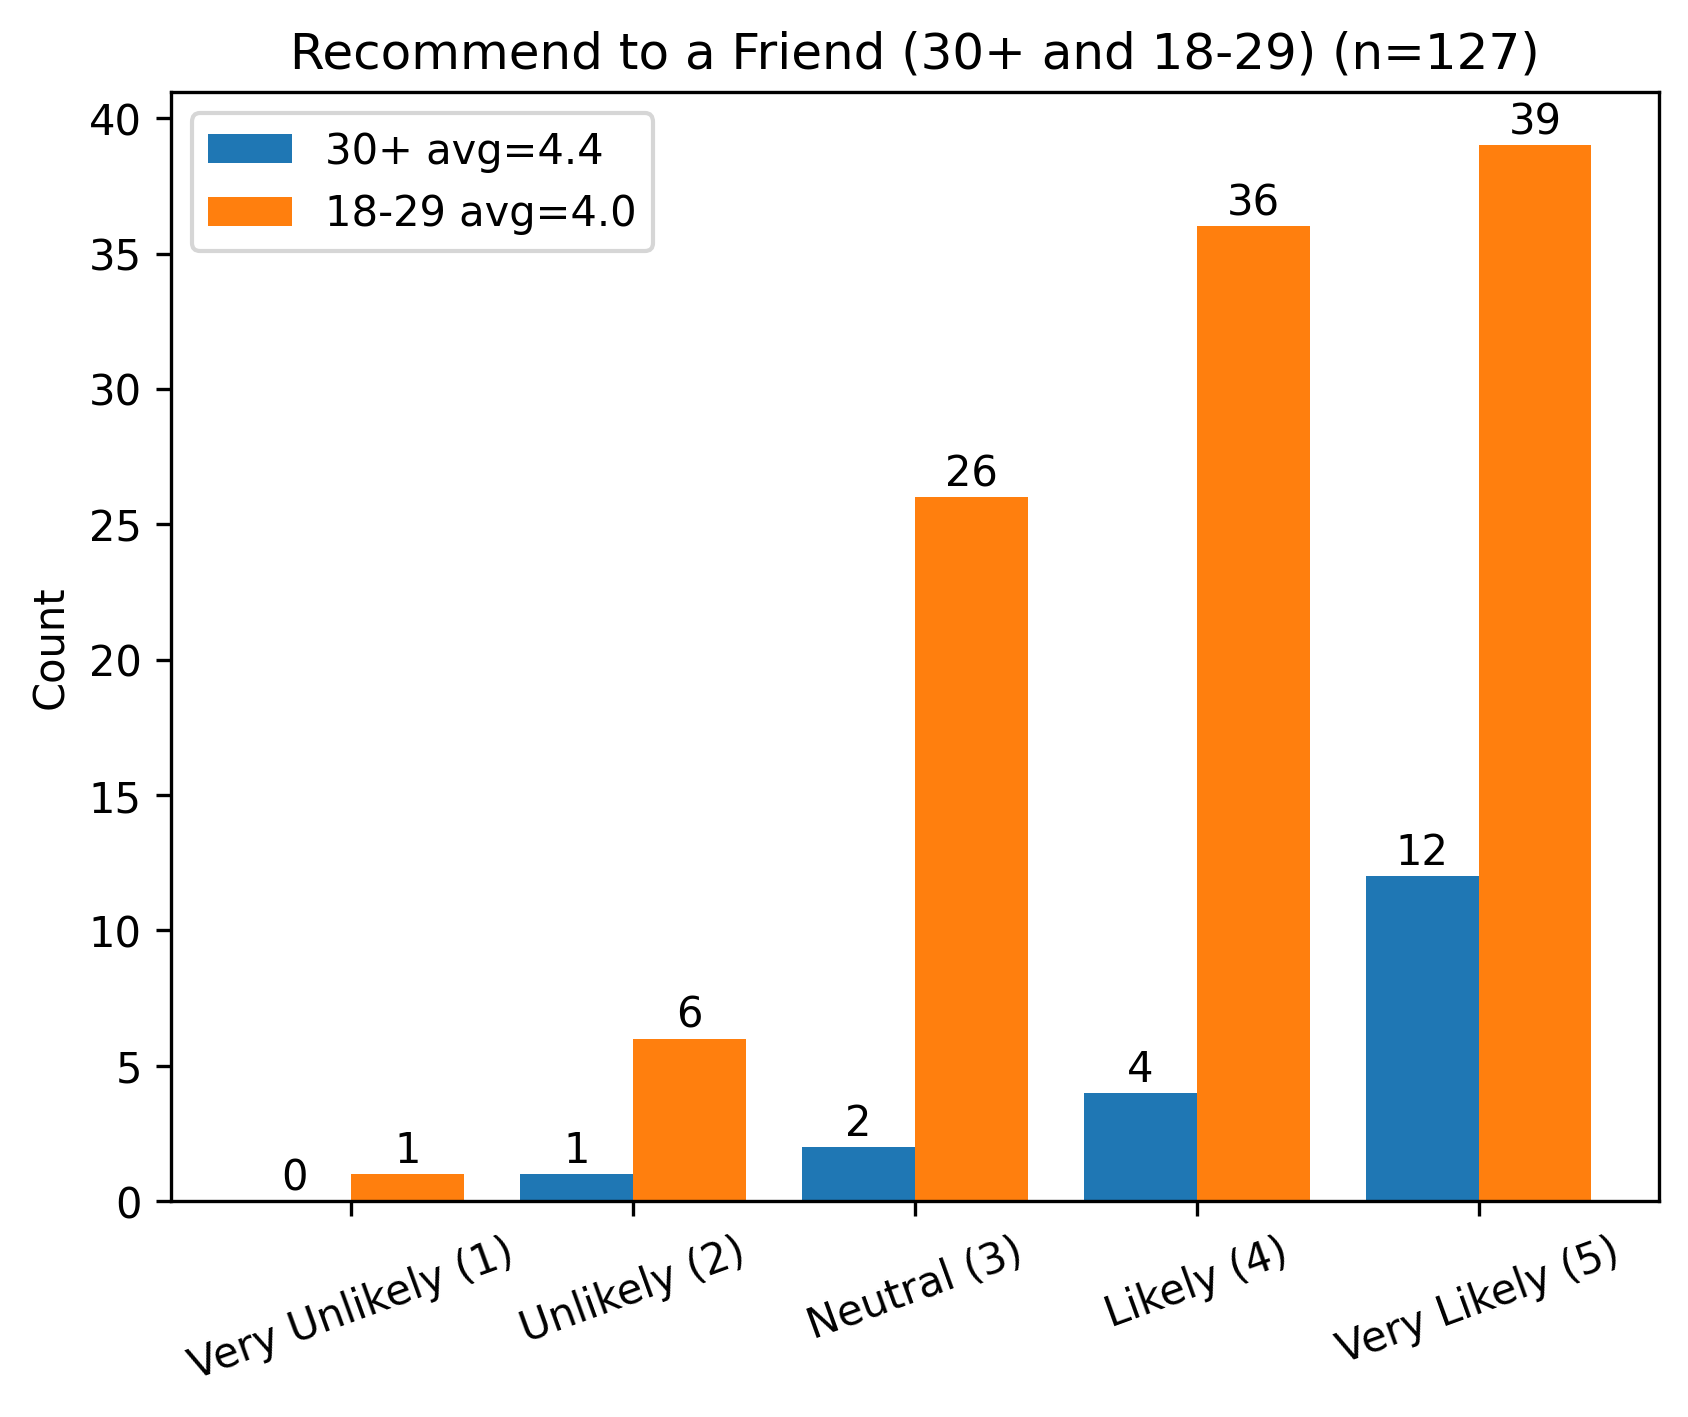 Recommend to a Friend (30+ and 18-29) (n=127)
30+ avg=4.4
18-29 avg=4.0
Count
40
35
30
25
20
15
10
5
0
0
1
1
6
2
26
4
36
12
39
Very Unlikely (1)
Unlikely (2)
Neutral (3)
Likely (4)
Very Likely (5)